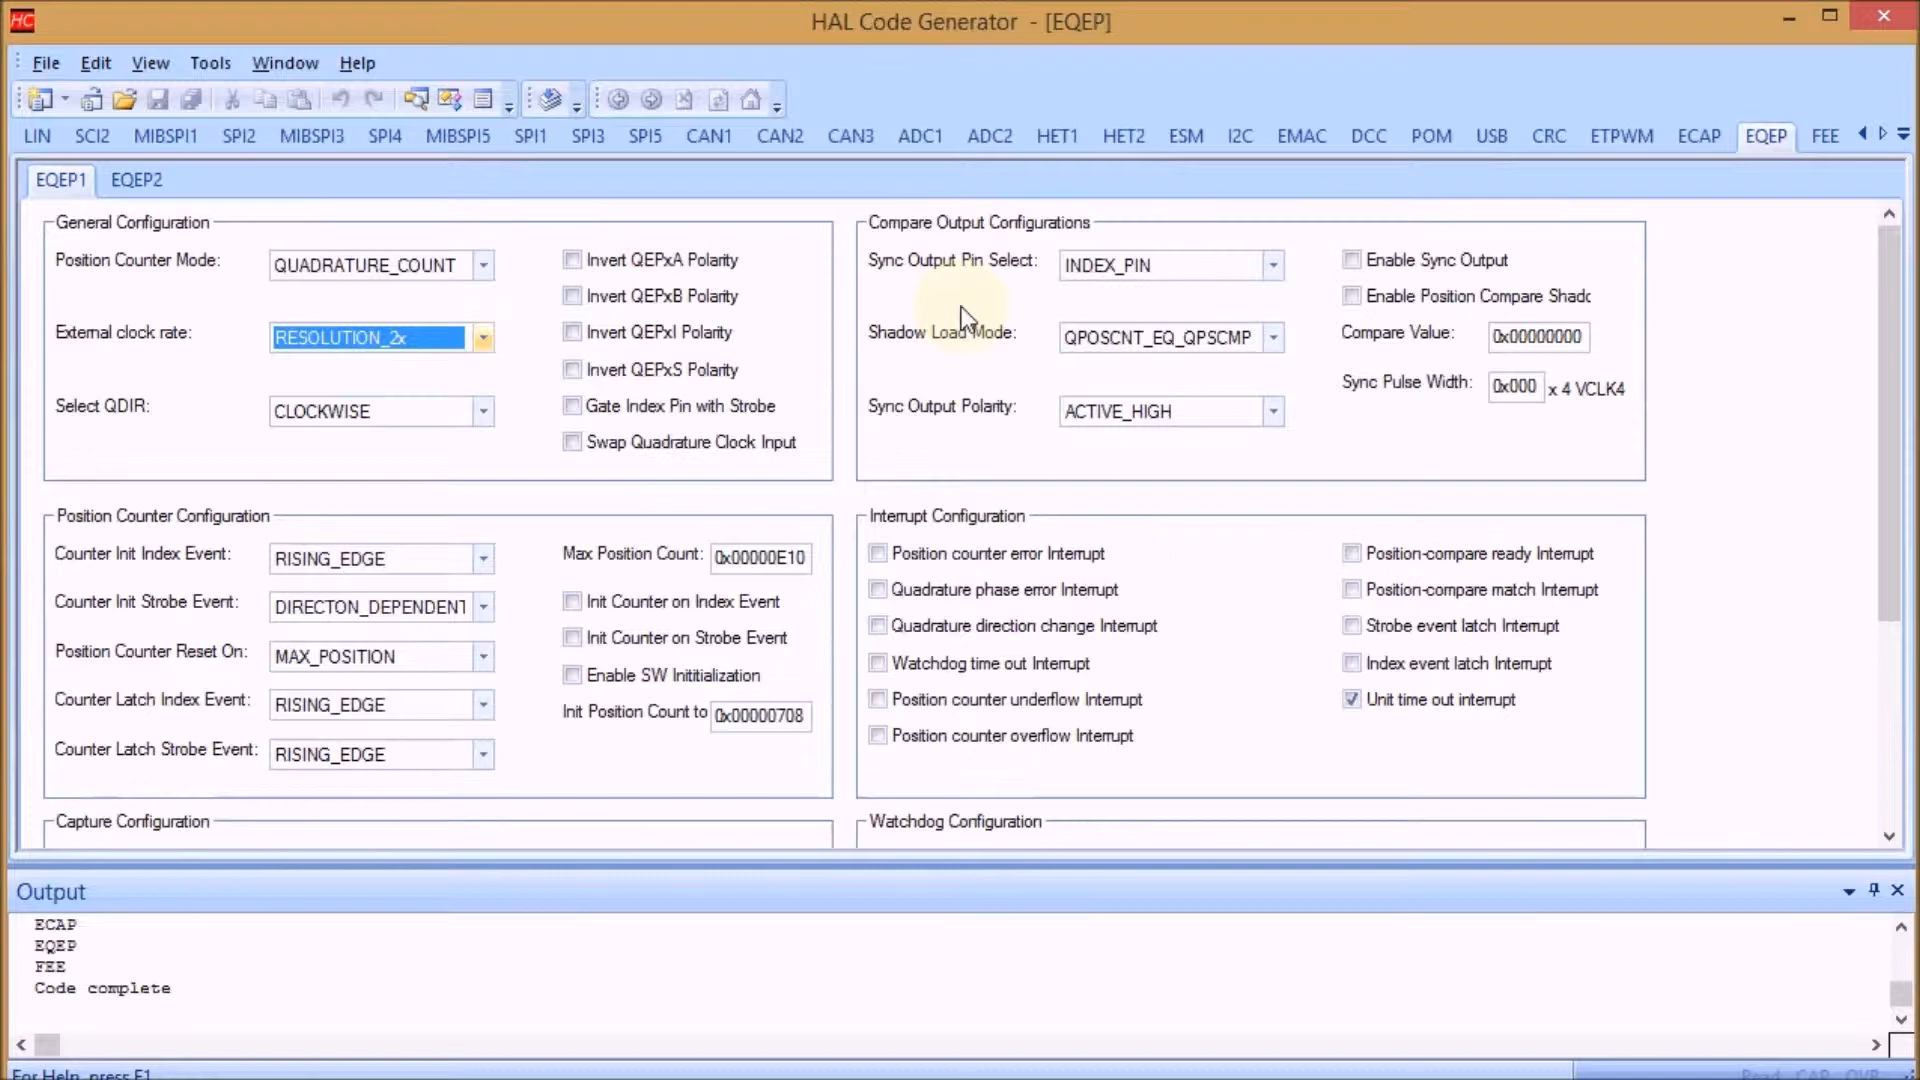 HC
HAL Code Generator - [EQEP]
File Edit View Tools Window Help
LIN SCI2 MIBSPI1 SPI2 MIBSPI3 SPI4 MIBSPI5 SPI1 SPI3 SPI5 CAN1 CAN2 CAN3 ADC1 ADC2 HET1 HET2 ESM I2C EMAC DCC POM USB CRC ETPWM ECAP EQEP FEE
EQEP1 EQEP2
General Configuration
Position Counter Mode: QUADRATURE_COUNT
External clock rate: RESOLUTION_2x
Select QDIR: CLOCKWISE
Invert QEPxA Polarity
Invert QEPxB Polarity
Invert QEPxI Polarity
Invert QEPxS Polarity
Gate Index Pin with Strobe
Swap Quadrature Clock Input
Compare Output Configurations
Sync Output Pin Select: INDEX_PIN
Shadow Load Mode: QPOSCNT_EQ_QPSCMP
Sync Output Polarity: ACTIVE_HIGH
Enable Sync Output
Enable Position Compare Shadc
Compare Value: 0x00000000
Sync Pulse Width: 0x000 x 4 VCLK4
Position Counter Configuration
Counter Init Index Event: RISING_EDGE
Counter Init Strobe Event: DIRECTON_DEPENDENT
Position Counter Reset On: MAX_POSITION
Counter Latch Index Event: RISING_EDGE
Counter Latch Strobe Event: RISING_EDGE
Max Position Count: 0x00000E10
Init Counter on Index Event
Init Counter on Strobe Event
Enable SW Inititialization
Init Position Count to 0x00000708
Interrupt Configuration
Position counter error Interrupt
Quadrature phase error Interrupt
Quadrature direction change Interrupt
Watchdog time out Interrupt
Position counter underflow Interrupt
Position counter overflow Interrupt
Position-compare ready Interrupt
Position-compare match Interrupt
Strobe event latch Interrupt
Index event latch Interrupt
Unit time out interrupt
Capture Configuration
Watchdog Configuration
Output
ECAP
EQEP
FEE
Code complete
For Help, press F1